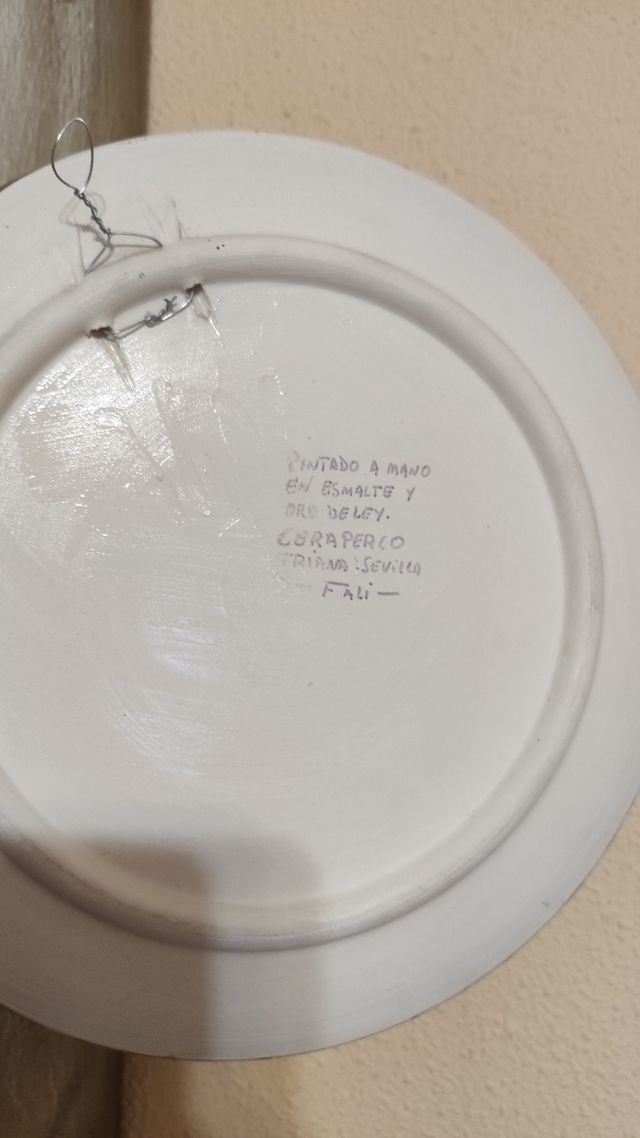 PINTADO A MANO
EN ESMALTE Y
ORO DE LEY.
CERAPERCO
TRIANA-SEVILLA
— FALi —